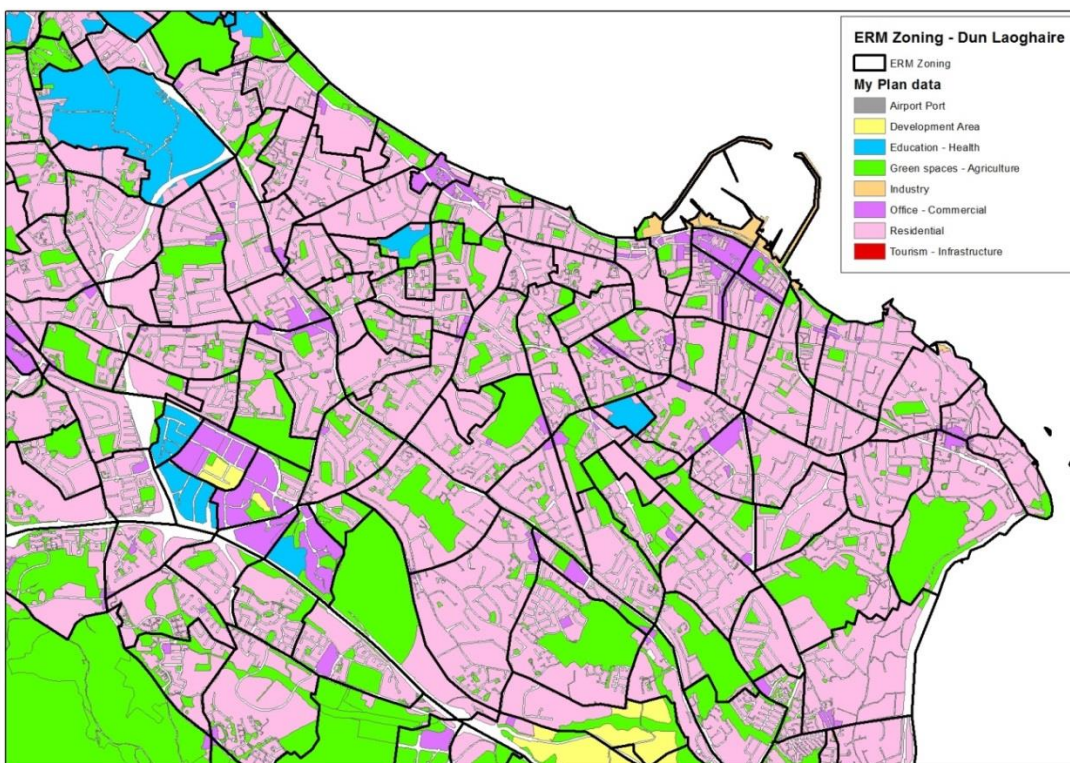 ERM Zoning - Dun Laoghaire
ERM Zoning
My Plan data
Airport Port
Development Area
Education - Health
Green spaces - Agriculture
Industry
Office - Commercial
Residential
Tourism - Infrastructure